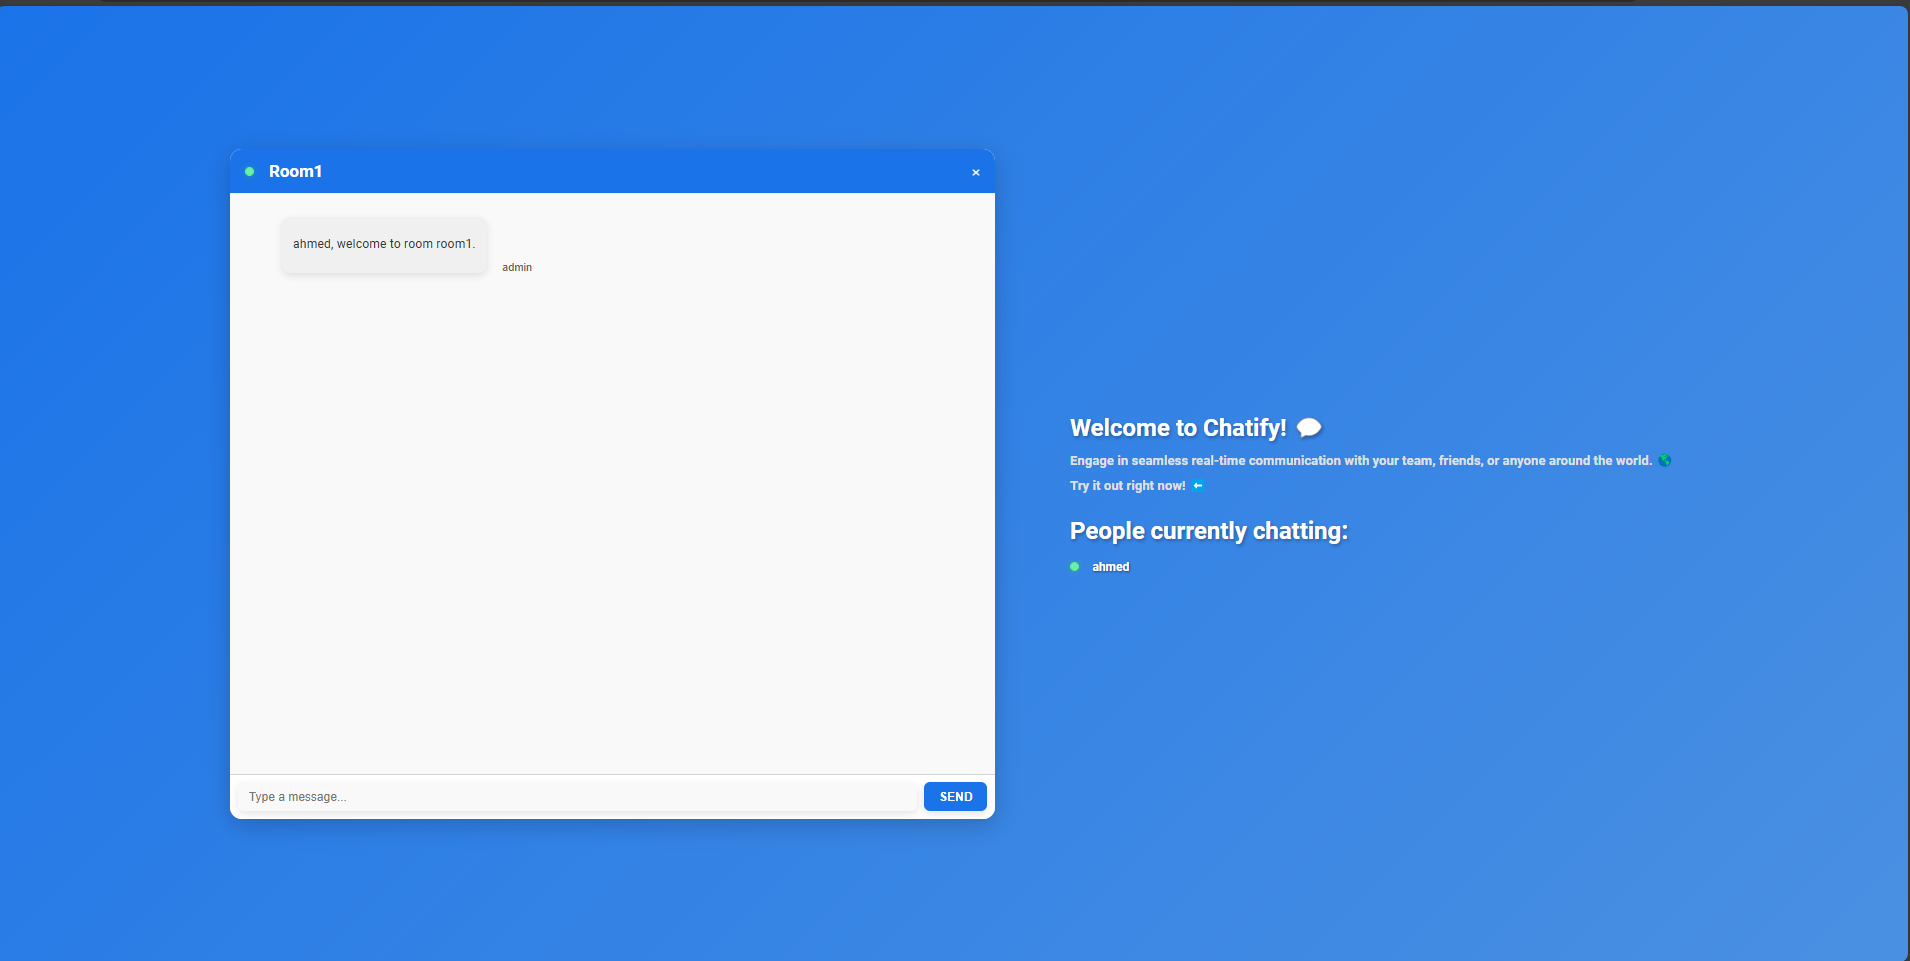 Room1
×
ahmed, welcome to room room1.
admin
Type a message...
SEND
Welcome to Chatify! 💬
Engage in seamless real-time communication with your team, friends, or anyone around the world. 🌎
Try it out right now! ⬅
People currently chatting:
ahmed